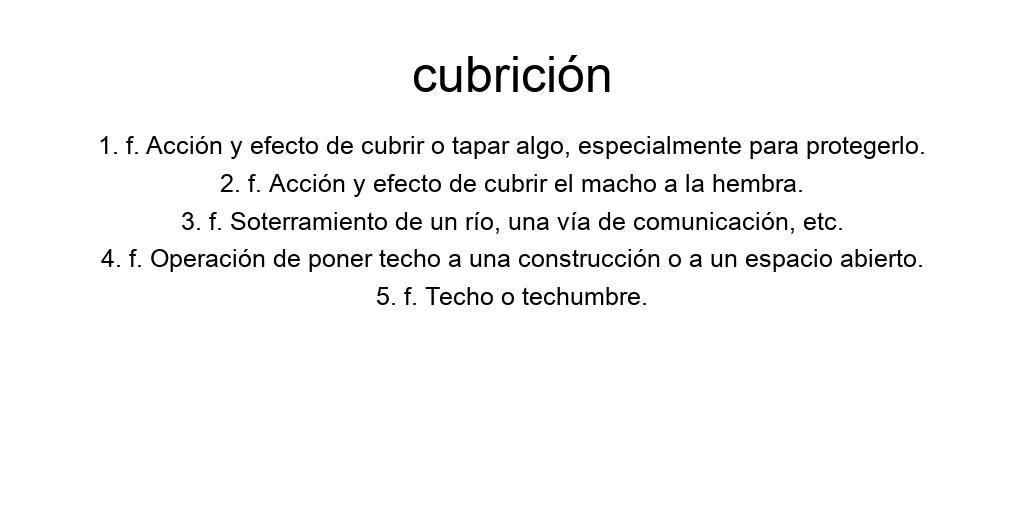 cubrición
1. f. Acción y efecto de cubrir o tapar algo, especialmente para protegerlo.
2. f. Acción y efecto de cubrir el macho a la hembra.
3. f. Soterramiento de un río, una vía de comunicación, etc.
4. f. Operación de poner techo a una construcción o a un espacio abierto.
5. f. Techo o techumbre.